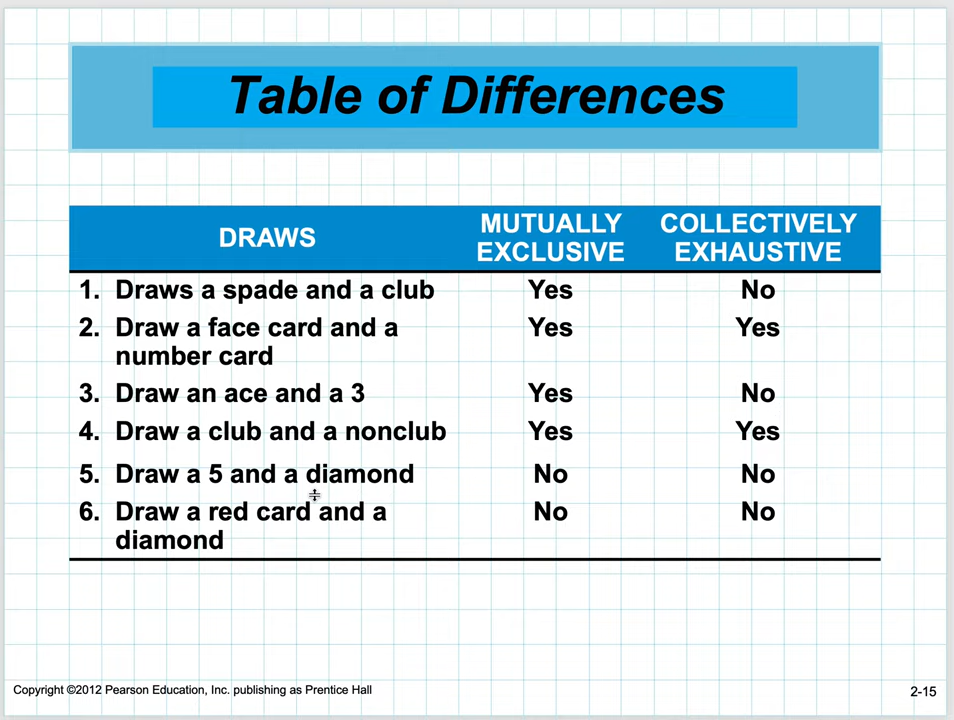 Table of Differences
DRAWS
MUTUALLY EXCLUSIVE
COLLECTIVELY EXHAUSTIVE
1. Draws a spade and a club Yes No
2. Draw a face card and a Yes Yes
number card
3. Draw an ace and a 3 Yes No
4. Draw a club and a nonclub Yes Yes
5. Draw a 5 and a diamond No No
6. Draw a red card and a No No
diamond
Copyright ©2012 Pearson Education, Inc. publishing as Prentice Hall
2-15